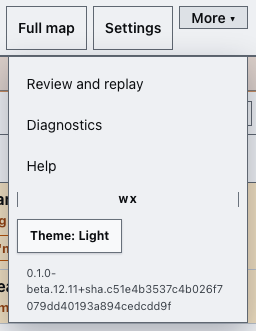 Full map
Settings
More ▾
Review and replay
Diagnostics
Help
wx
Theme: Light
0.1.0-
beta.12.11+sha.c51e4b3537c4b026f7
079dd40193a894cedcdd9f